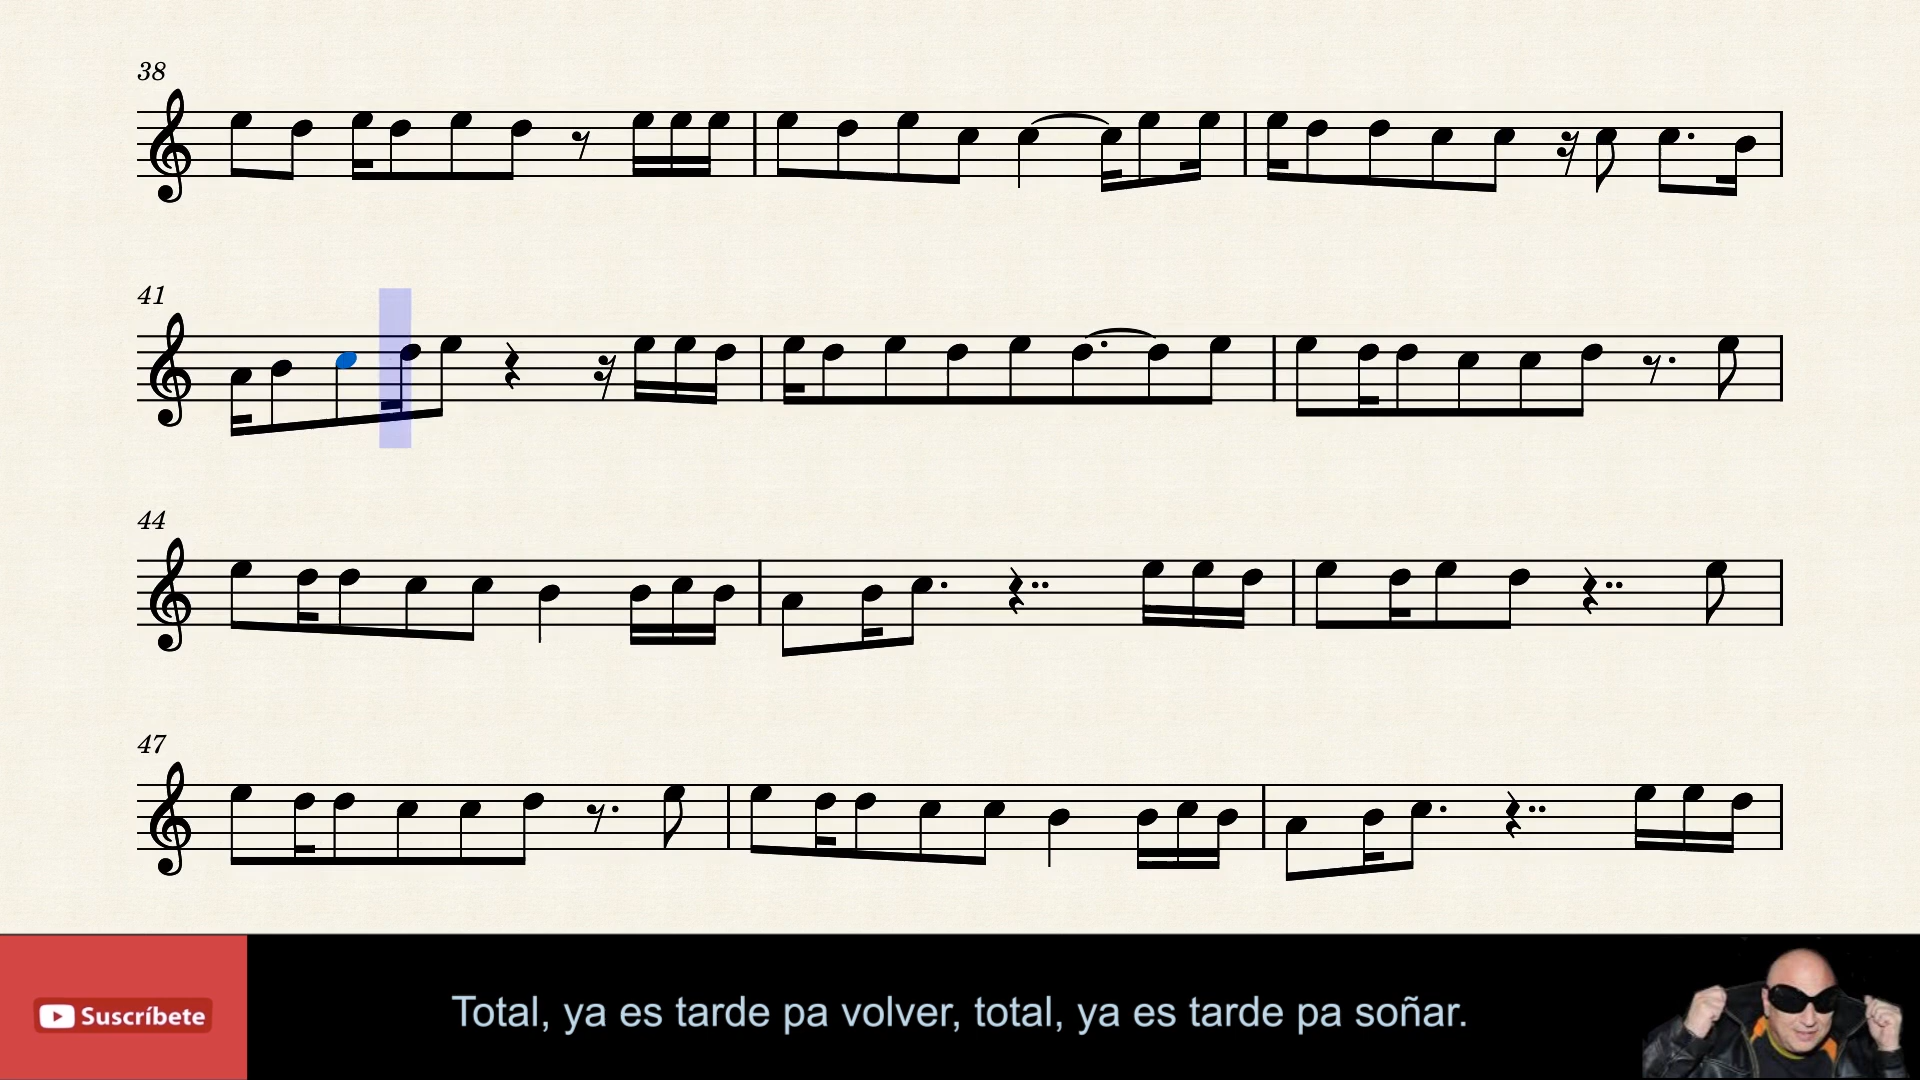 38
41
44
47
Suscríbete
Total, ya es tarde pa volver, total, ya es tarde pa soñar.